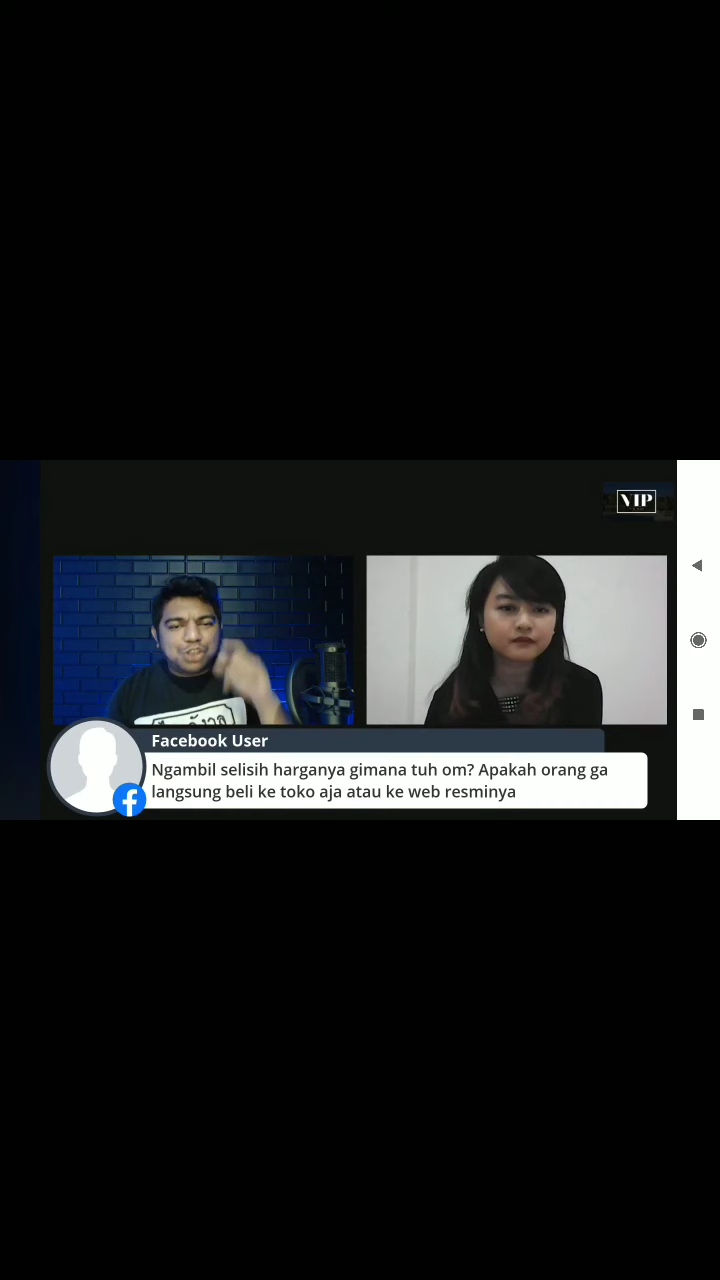 VIP
Facebook User
Ngambil selisih harganya gimana tuh om? Apakah orang ga
langsung beli ke toko aja atau ke web resminya